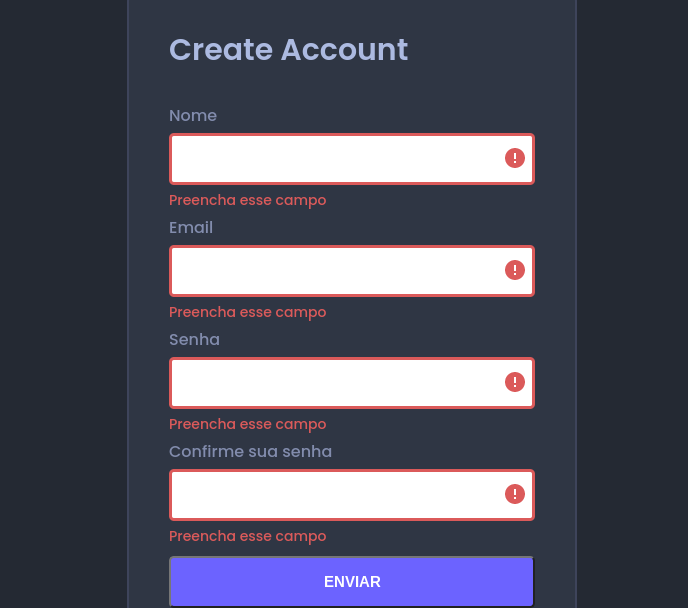 Create Account
Nome
Preencha esse campo
Email
Preencha esse campo
Senha
Preencha esse campo
Confirme sua senha
Preencha esse campo
ENVIAR